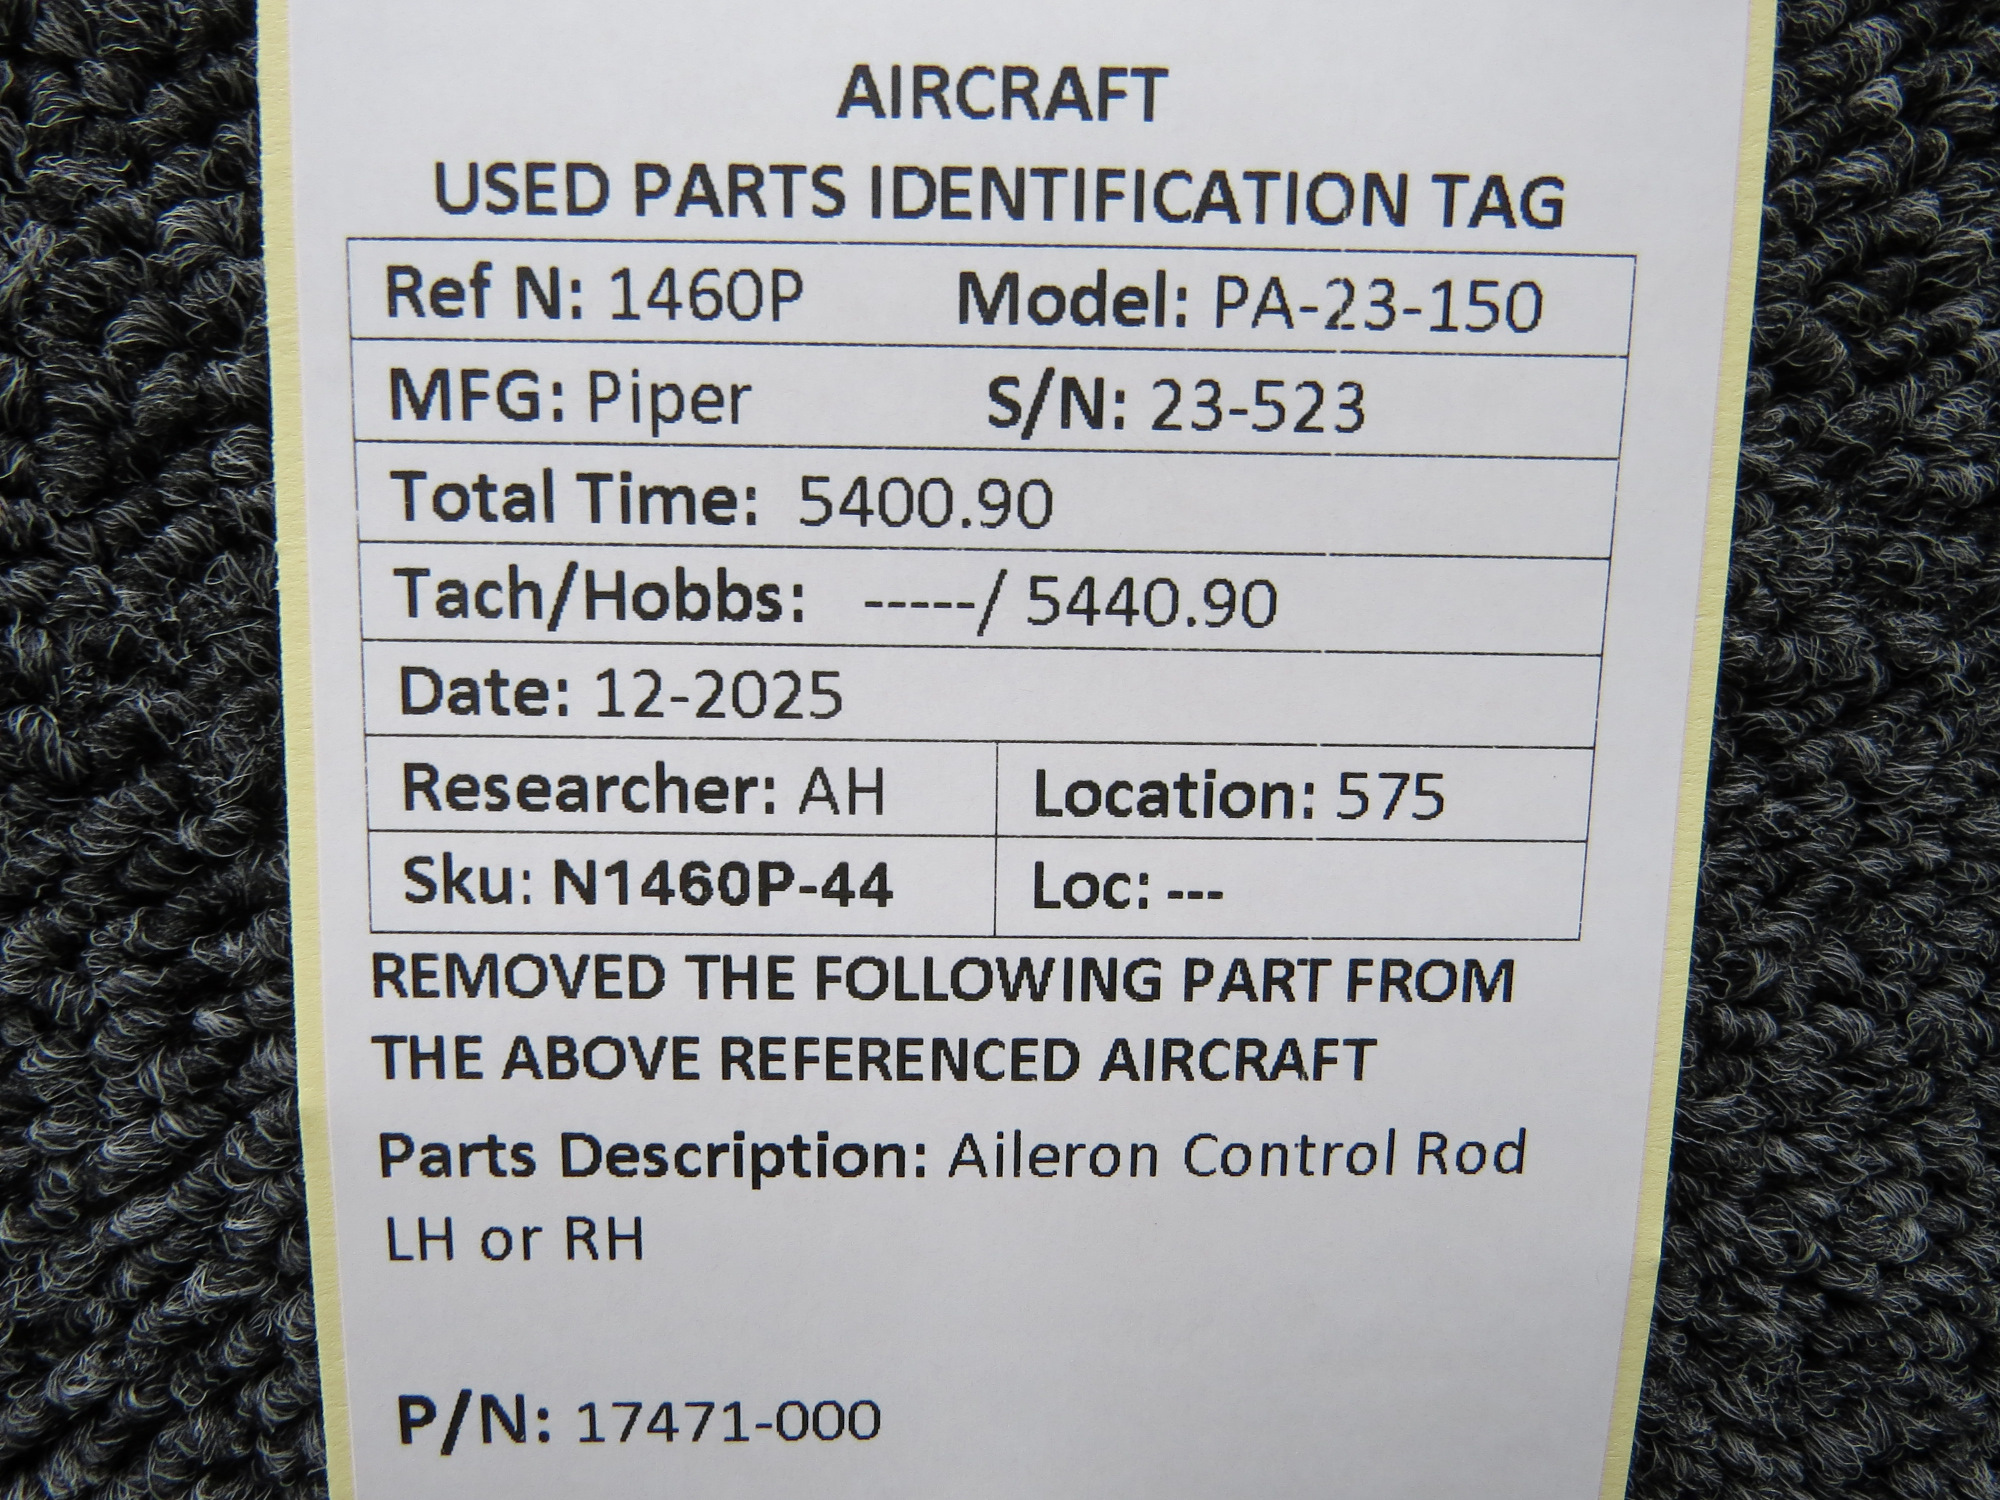 AIRCRAFT
USED PARTS IDENTIFICATION TAG
Ref N: 1460P Model: PA-23-150
MFG: Piper S/N: 23-523
Total Time: 5400.90
Tach/Hobbs: -----/ 5440.90
Date: 12-2025
Researcher: AH Location: 575
Sku: N1460P-44 Loc: ---
REMOVED THE FOLLOWING PART FROM
THE ABOVE REFERENCED AIRCRAFT
Parts Description: Aileron Control Rod
LH or RH
P/N: 17471-000